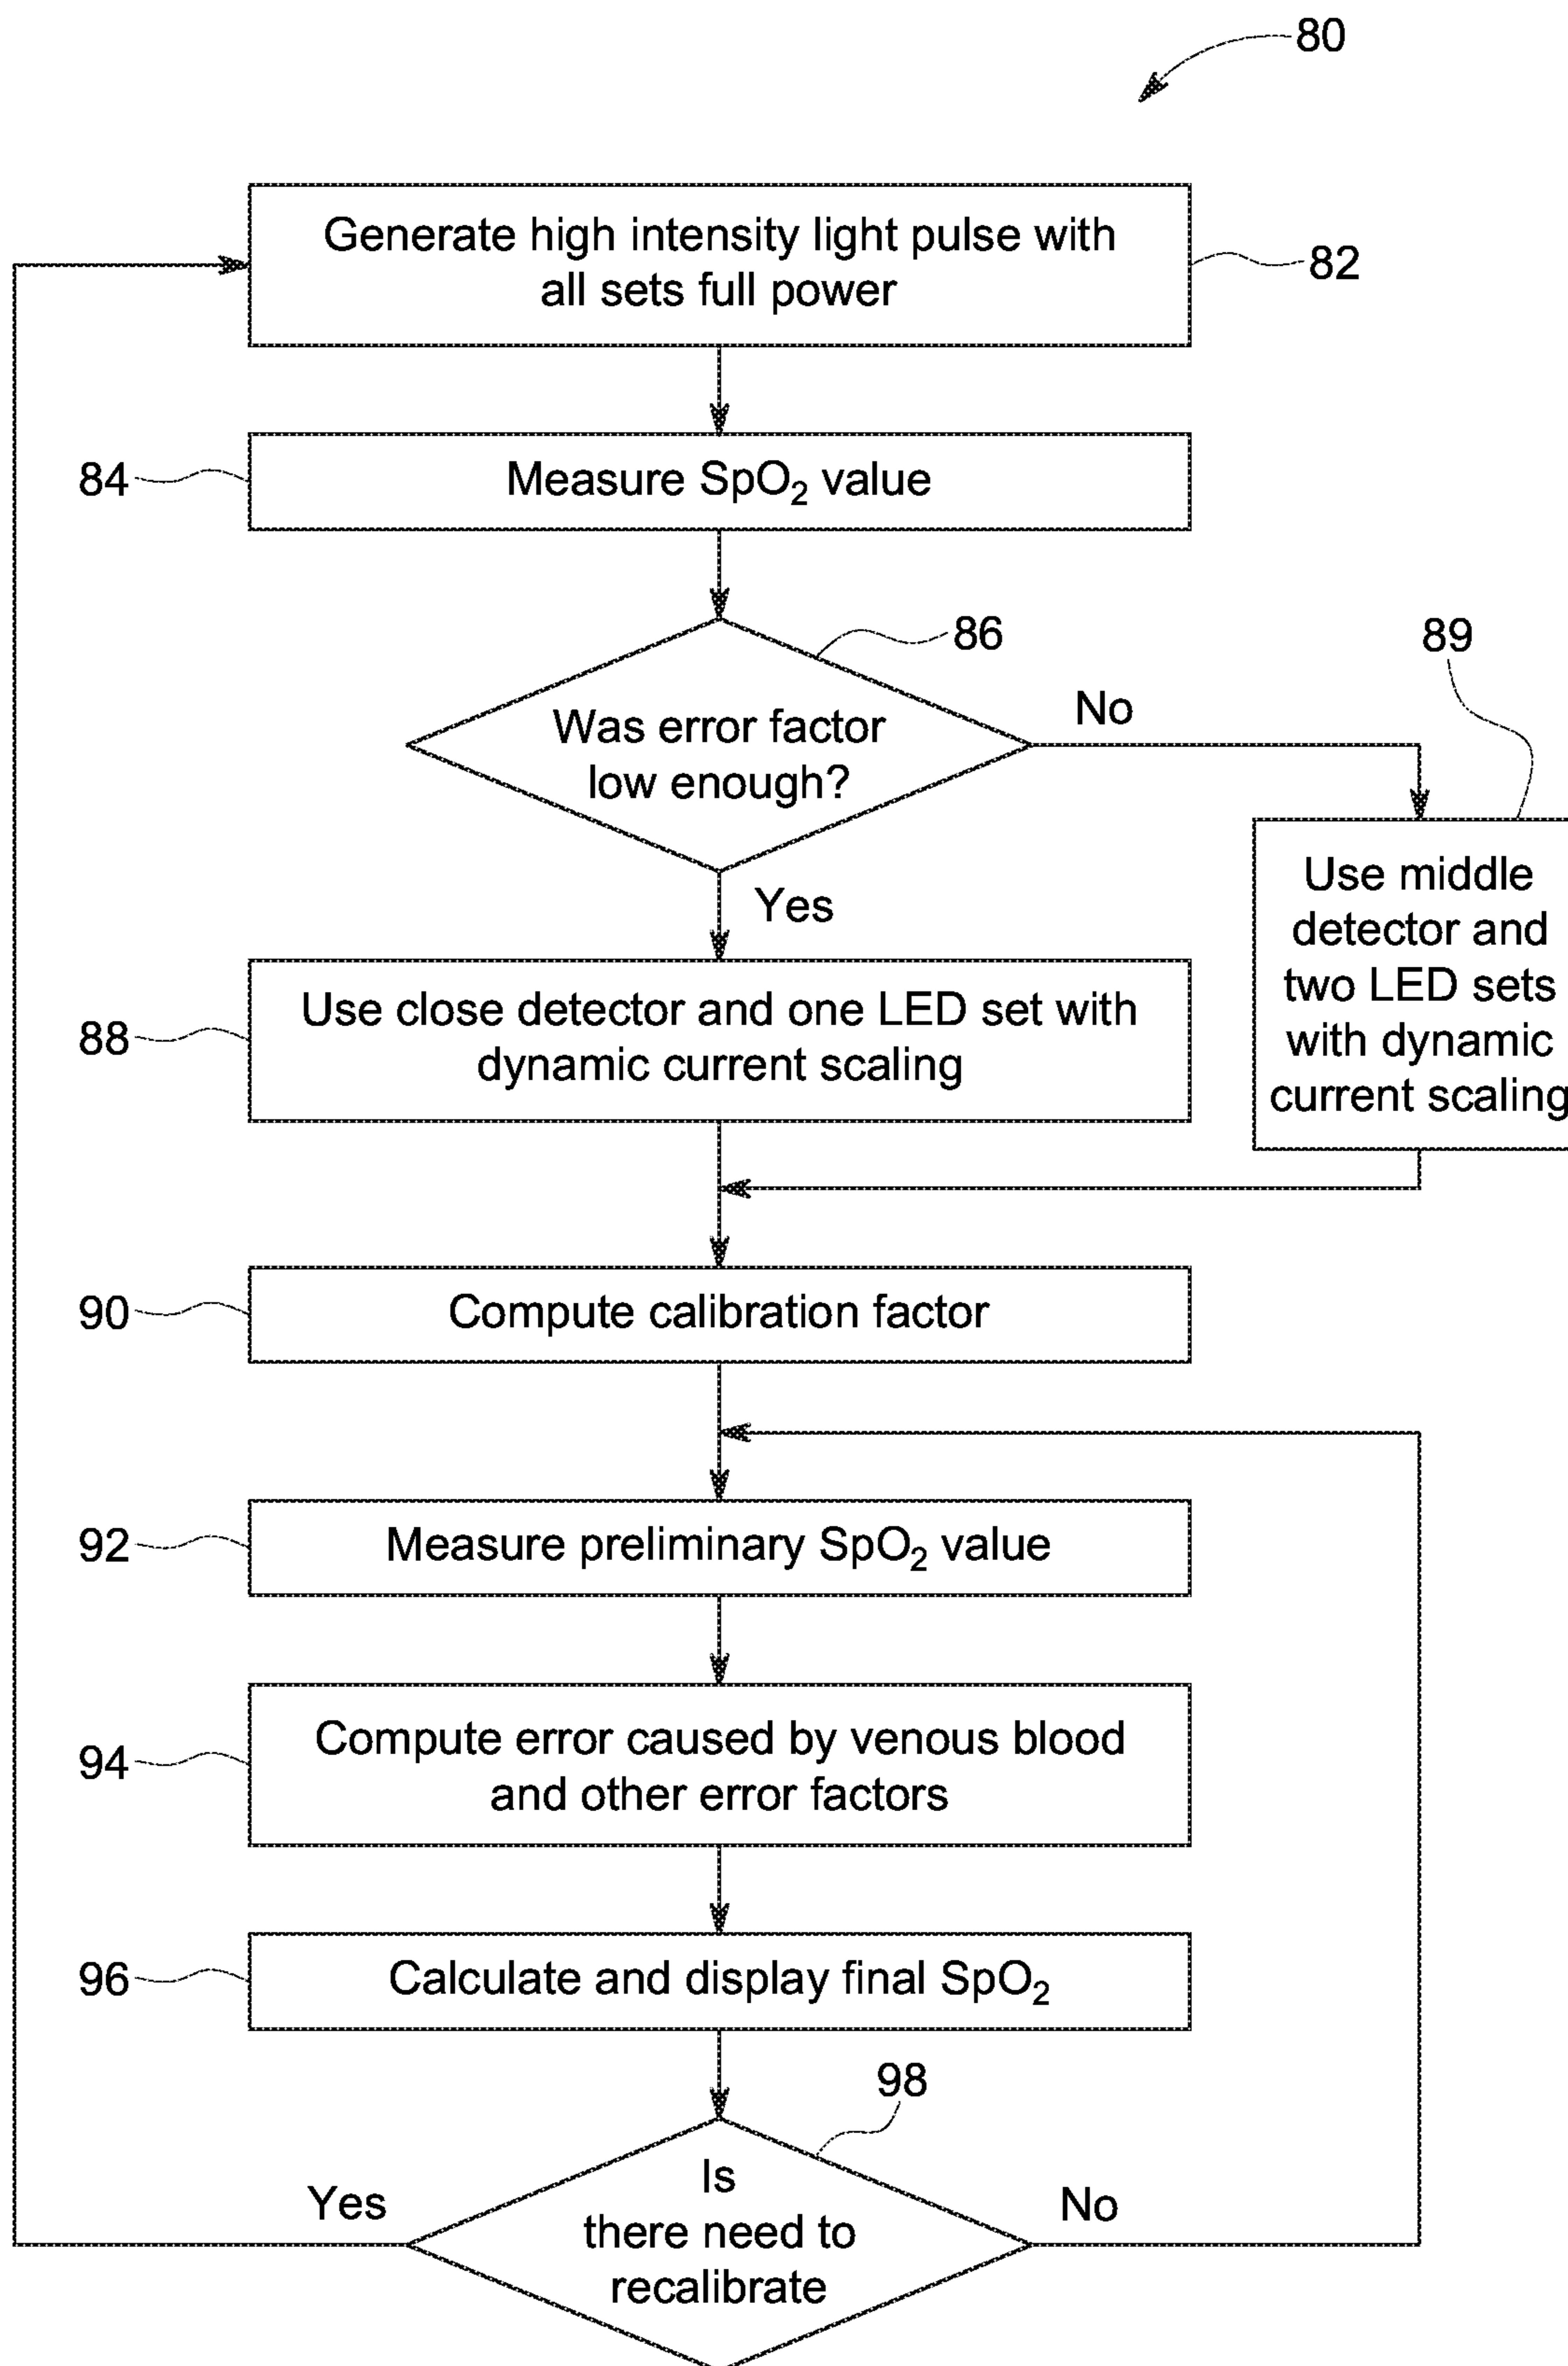 80
Generate high intensity light pulse with
all sets full power
82
84
Measure SpO₂ value
86
89
Was error factor
low enough?
No
Yes
Use middle
detector and
two LED sets
with dynamic
current scaling
88
Use close detector and one LED set with
dynamic current scaling
90
Compute calibration factor
92
Measure preliminary SpO₂ value
94
Compute error caused by venous blood
and other error factors
96
Calculate and display final SpO₂
98
Is
there need to
recalibrate
Yes
No